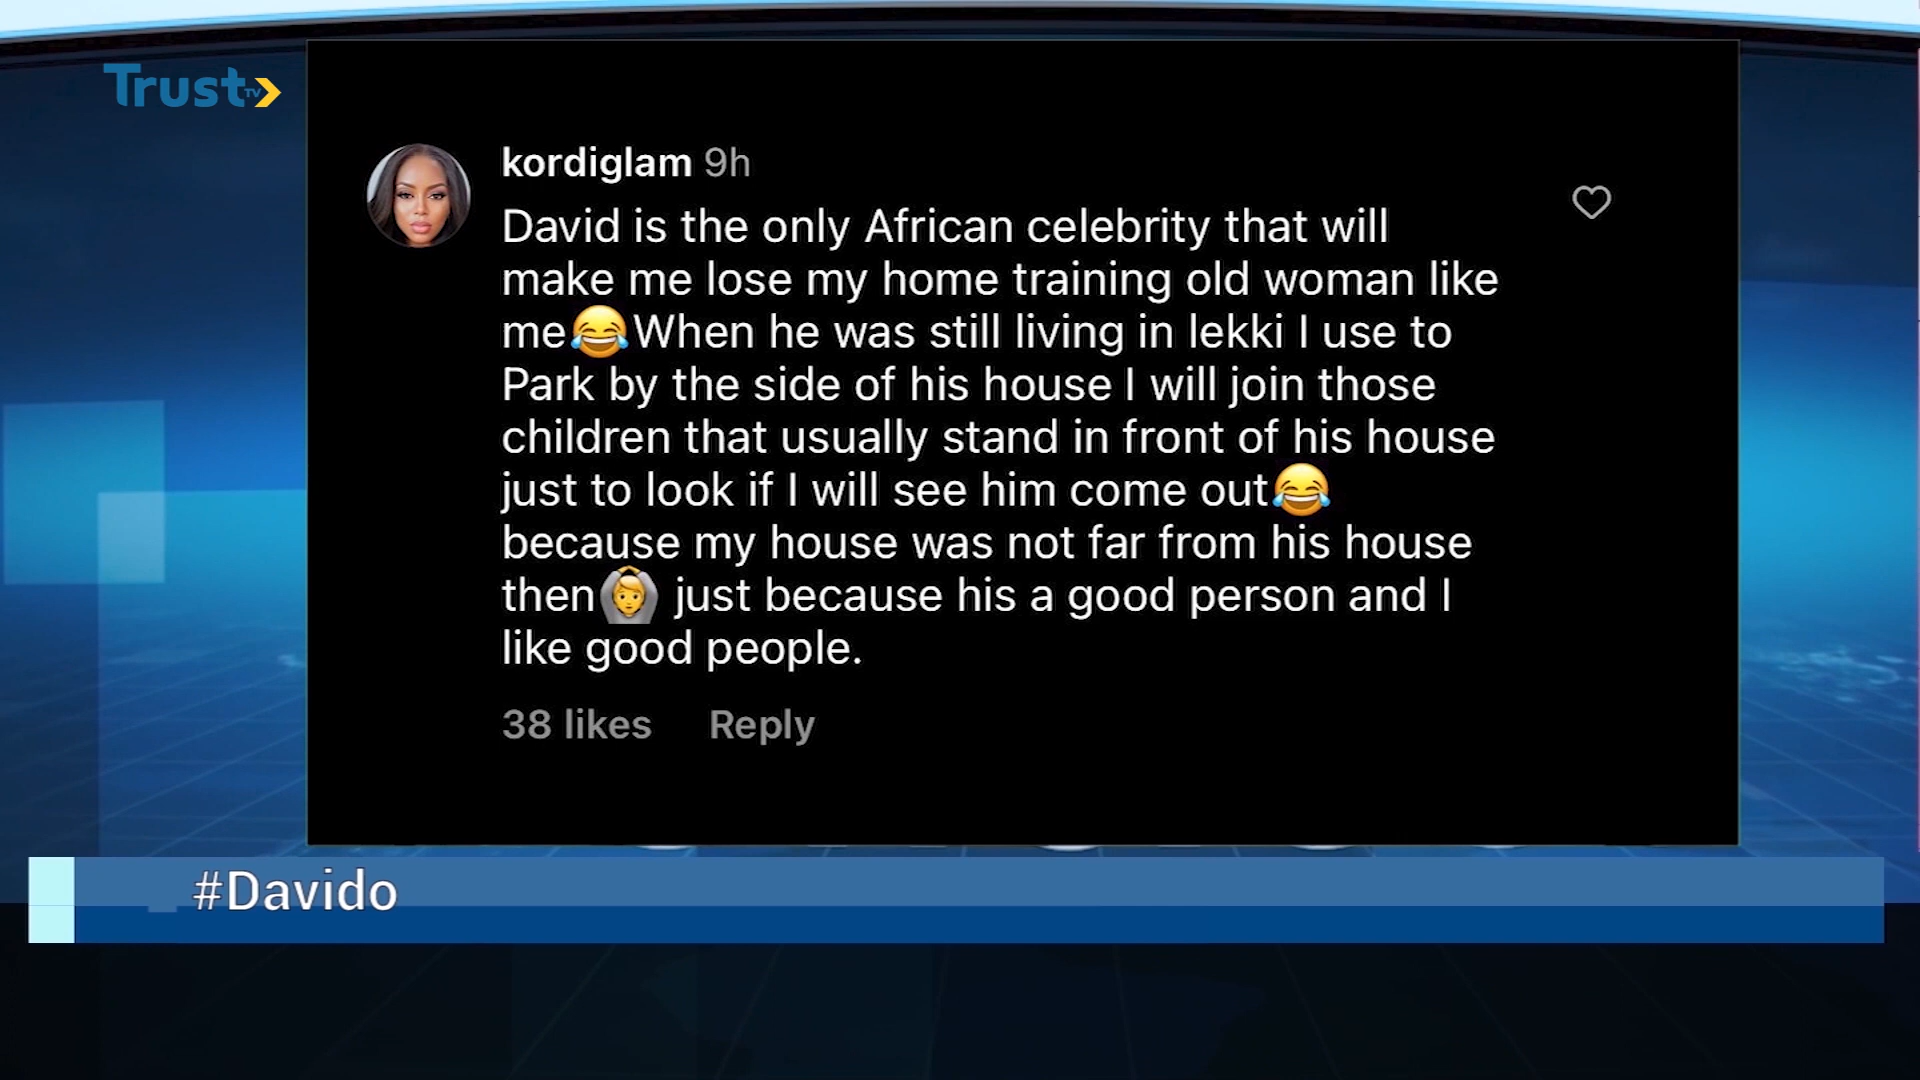 Trust TV
kordiglam 9h
David is the only African celebrity that will
make me lose my home training old woman like
me😂When he was still living in lekki I use to
Park by the side of his house I will join those
children that usually stand in front of his house
just to look if I will see him come out😂
because my house was not far from his house
then🙆 just because his a good person and I
like good people.
38 likes Reply
#Davido